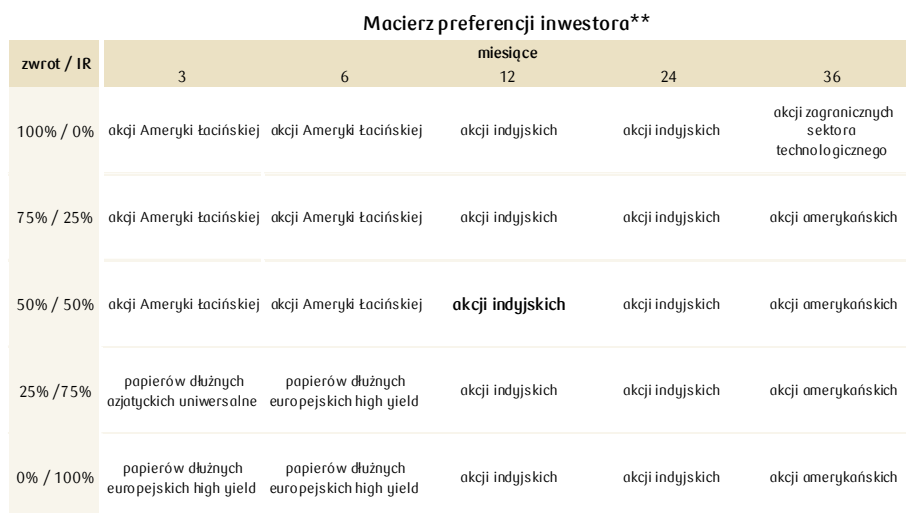 Macierz preferencji inwestora**
zwrot / IR
miesiące
3 6 12 24 36
100% / 0% akcji Ameryki Łacińskiej akcji Ameryki Łacińskiej akcji indyjskich akcji indyjskich akcji zagranicznych
sektora
technologicznego
75% / 25% akcji Ameryki Łacińskiej akcji Ameryki Łacińskiej akcji indyjskich akcji indyjskich akcji amerykańskich
50% / 50% akcji Ameryki Łacińskiej akcji Ameryki Łacińskiej akcji indyjskich akcji indyjskich akcji amerykańskich
25% /75% papierów dłużnych
azjatyckich uniwersalne papierów dłużnych
europejskich high yield akcji indyjskich akcji indyjskich akcji amerykańskich
0% / 100% papierów dłużnych
europejskich high yield papierów dłużnych
europejskich high yield akcji indyjskich akcji indyjskich akcji amerykańskich